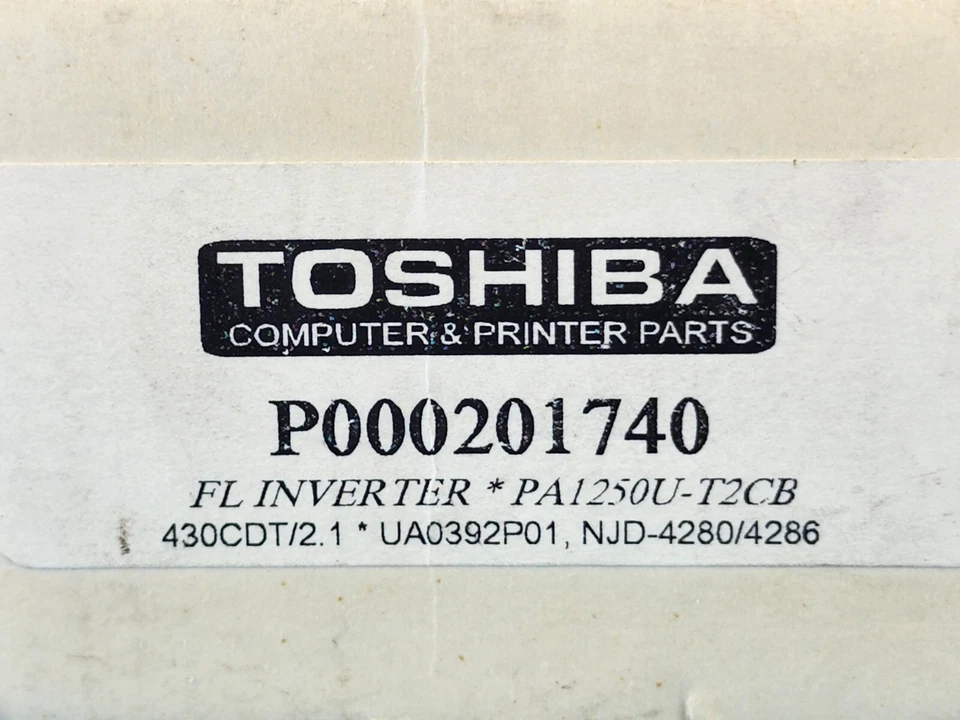 TOSHIBA
COMPUTER & PRINTER PARTS
P000201740
FL INVERTER * PA1250U-T2CB
430CDT/2.1 * UA0392P01, NJD-4280/4286